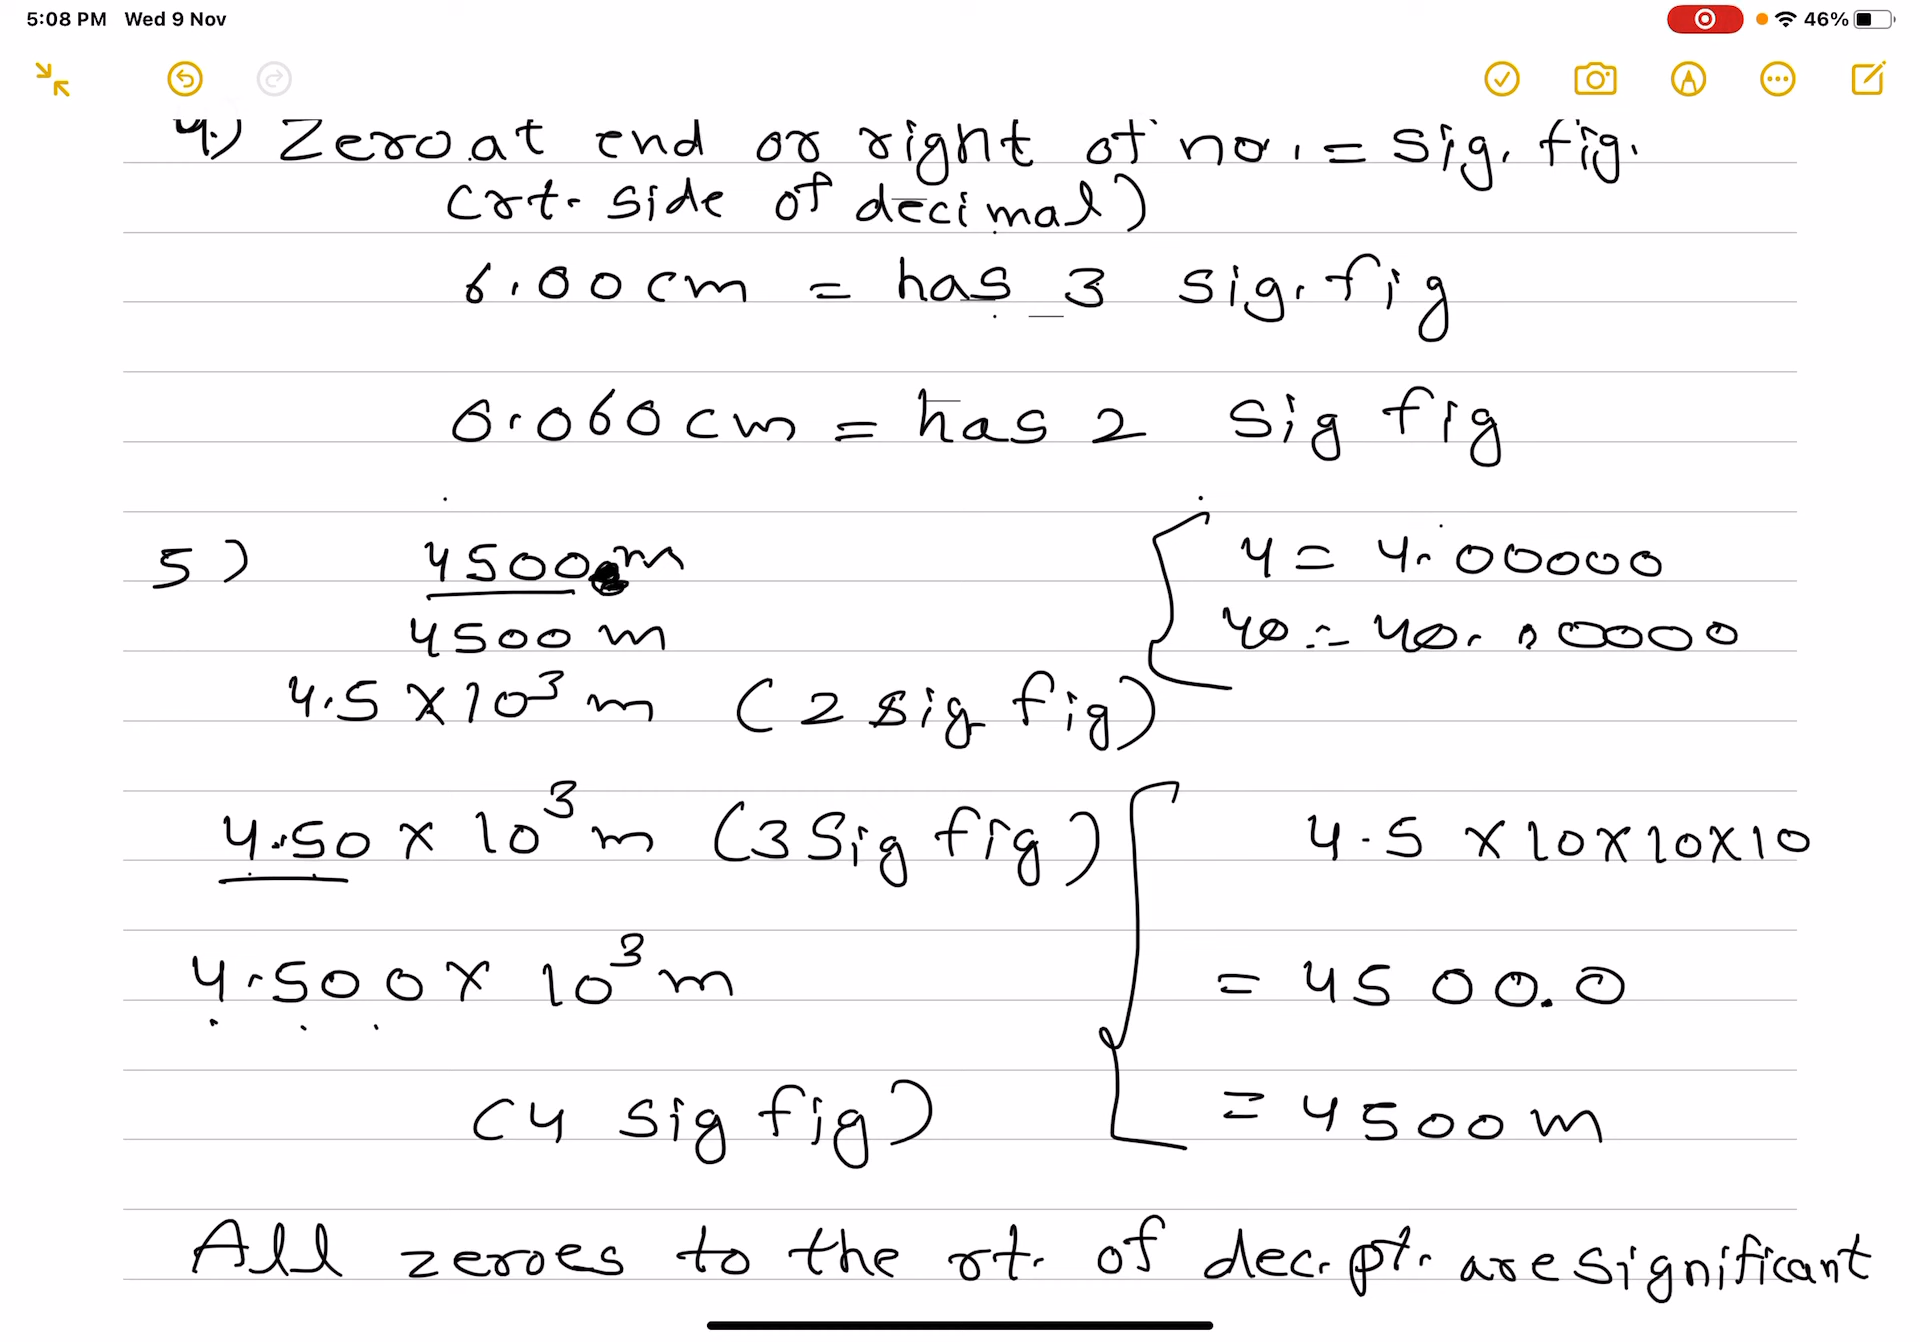 5:08 PM Wed 9 Nov 46%
4.) Zero at end or right of no. = Sig. fig.
(rt. side of decimal)
6.00 cm = has 3 sig. fig
0.060 cm = has 2 sig fig
5) 4500 m
4500 m
4.5 × 10³ m (2 sig fig)
4 = 4.00000
40 = 40.00000
4.50 × 10³ m (3 Sig fig)
4.500 × 10³ m
(4 sig fig)
4.5 × 10 × 10 × 10
= 4500.0
= 4500 m
All zeroes to the rt. of dec. pt. are significant